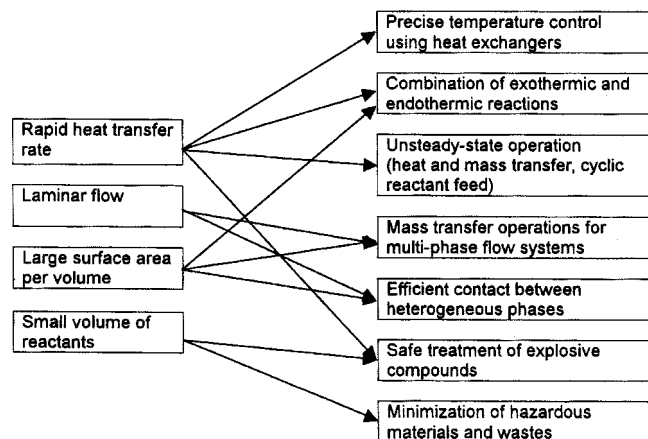 Precise temperature control
using heat exchangers
Combination of exothermic and
endothermic reactions
Rapid heat transfer
rate
Unsteady-state operation
(heat and mass transfer, cyclic
reactant feed)
Laminar flow
Mass transfer operations for
multi-phase flow systems
Large surface area
per volume
Efficient contact between
heterogeneous phases
Small volume of
reactants
Safe treatment of explosive
compounds
Minimization of hazardous
materials and wastes